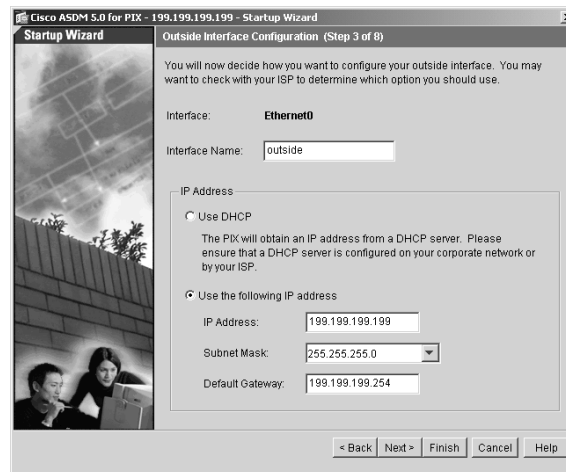 Cisco ASDM 5.0 for PIX - 199.199.199.199 - Startup Wizard
Startup Wizard
Outside Interface Configuration (Step 3 of 8)
You will now decide how you want to configure your outside interface. You may
want to check with your ISP to determine which option you should use.
Interface: Ethernet0
Interface Name: outside
IP Address
Use DHCP
The PIX will obtain an IP address from a DHCP server. Please
ensure that a DHCP server is configured on your corporate network or
by your ISP.
Use the following IP address
IP Address: 199.199.199.199
Subnet Mask: 255.255.255.0
Default Gateway: 199.199.199.254
< Back Next > Finish Cancel Help